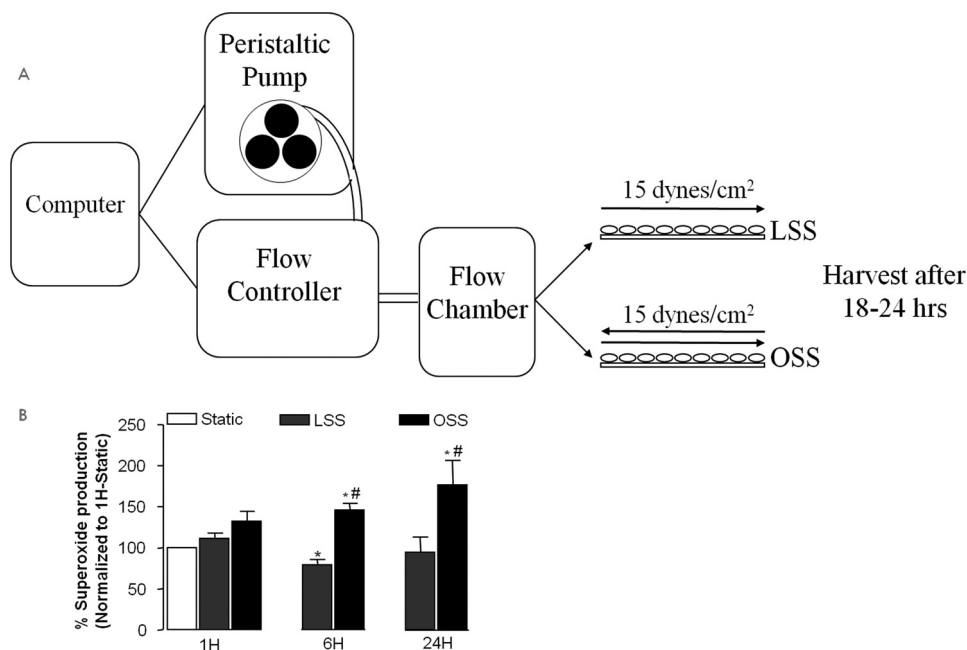 A
Peristaltic
Pump
Computer
Flow
Controller
Flow
Chamber
15 dynes/cm²
LSS
15 dynes/cm²
OSS
Harvest after
18-24 hrs
B
% Superoxide production
(Normalized to 1H-Static)
Static
LSS
OSS
250
200
150
100
50
0
*
*#
*#
1H
6H
24H